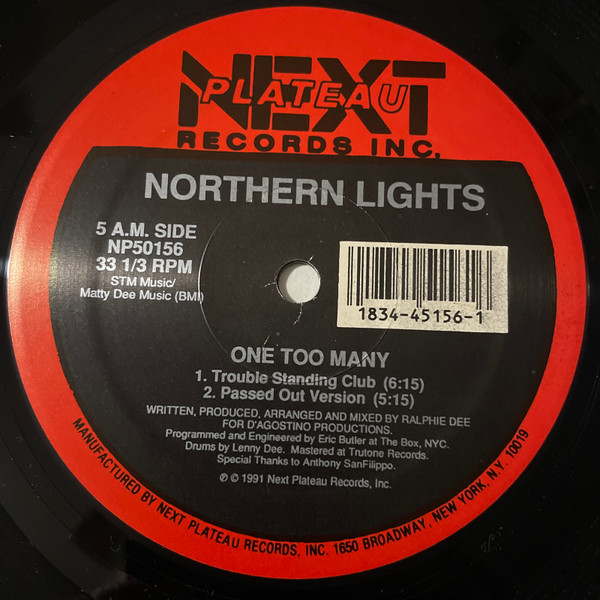 NEXT
PLATEAU
RECORDS INC.
NORTHERN LIGHTS
5 A.M. SIDE
NP50156
33 1/3 RPM
STM Music/
Matty Dee Music (BMI)
1834-45156-1
ONE TOO MANY
1. Trouble Standing Club (6:15)
2. Passed Out Version (5:15)
WRITTEN, PRODUCED, ARRANGED AND MIXED BY RALPHIE DEE
FOR D'AGOSTINO PRODUCTIONS.
Programmed and Engineered by Eric Butler at The Box, NYC.
Drums by Lenny Dee. Mastered at Trutone Records.
Special Thanks to Anthony SanFilippo.
℗ © 1991 Next Plateau Records, Inc.
MANUFACTURED BY NEXT PLATEAU RECORDS, INC. 1650 BROADWAY, NEW YORK, N.Y. 10019